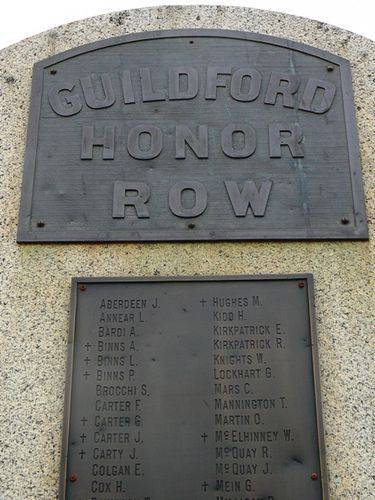 GUILDFORD
HONOR
ROW
ABERDEEN J.
ANNEAR L.
BARDI A.
+ BINNS A.
+ BINNS L.
+ BINNS P.
BROCCHI S.
CARTER F.
+ CARTER G.
+ CARTER J.
+ CARTY J.
COLGAN E.
COX H.
+ HUGHES M.
KIDD H.
KIRKPATRICK E.
KIRKPATRICK R.
KNIGHTS W.
LOCKHART G.
MARS C.
MANNINGTON T.
MARTIN O.
+ McELHINNEY W.
McQUAY R.
McQUAY J.
+ MEIN G.